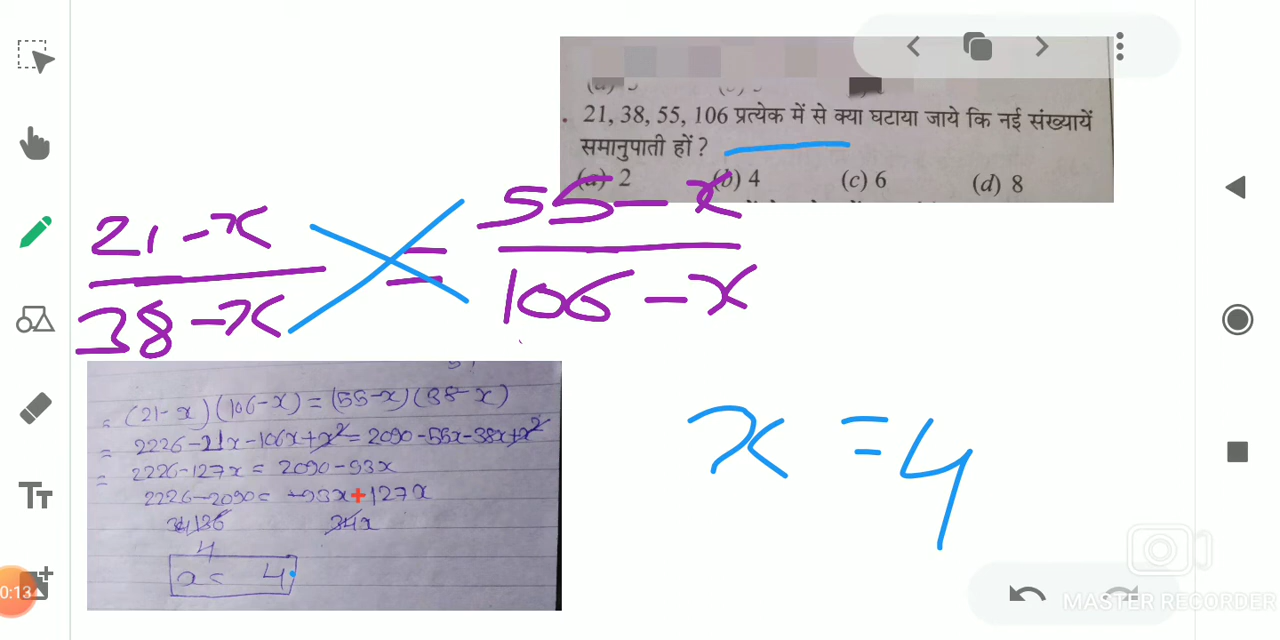 21, 38, 55, 106 प्रत्येक में से क्या घटाया जाये कि नई संख्यायें
समानुपाती हों ?
(a) 2 (b) 4 (c) 6 (d) 8
21-x = 55-x
38-x 106-x
(21-x)(106-x) = (55-x)(38-x)
= 2226-21x-106x+x² = 2090-55x-38x+x²
= 2226-127x = 2090-93x
2226-2090= -93x+127x
136 34x
4
x = 4
x = 4
Tт
0:13
MASTER RECORDER